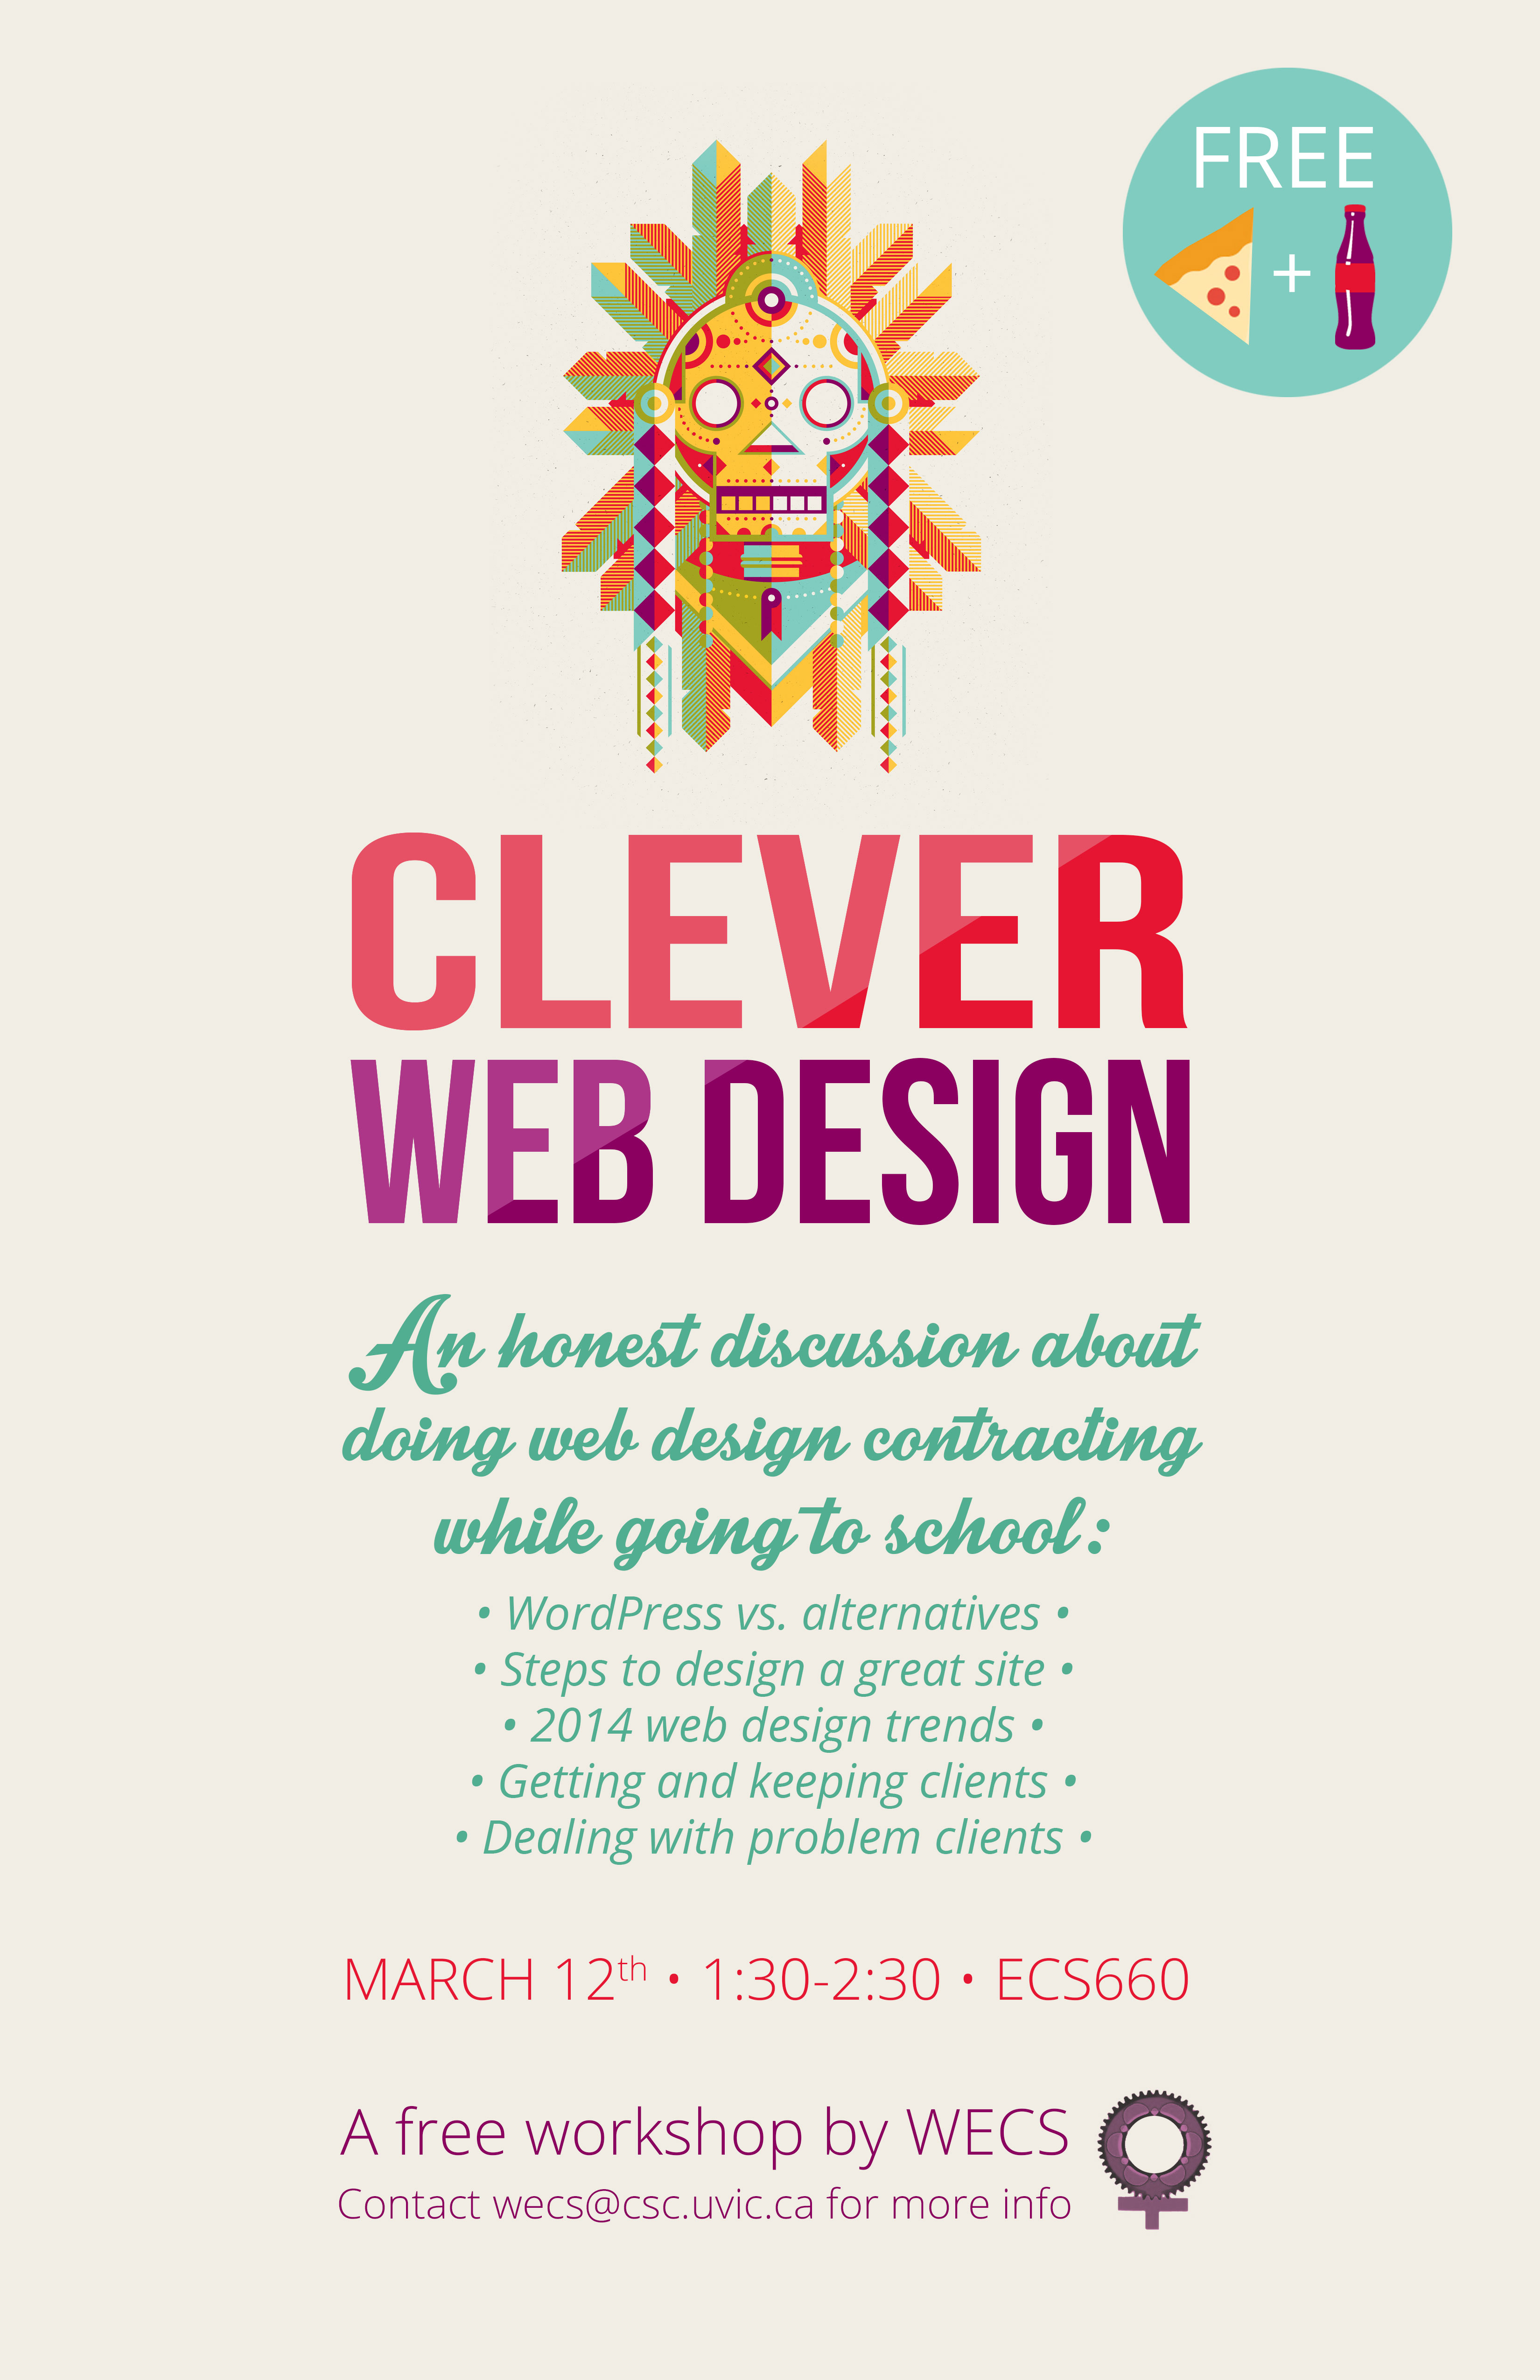 FREE
+
CLEVER
WEB DESIGN
An honest discussion about
doing web design contracting
while going to school:
• WordPress vs. alternatives •
• Steps to design a great site •
• 2014 web design trends •
• Getting and keeping clients •
• Dealing with problem clients •
MARCH 12th • 1:30-2:30 • ECS660
A free workshop by WECS
Contact wecs@csc.uvic.ca for more info